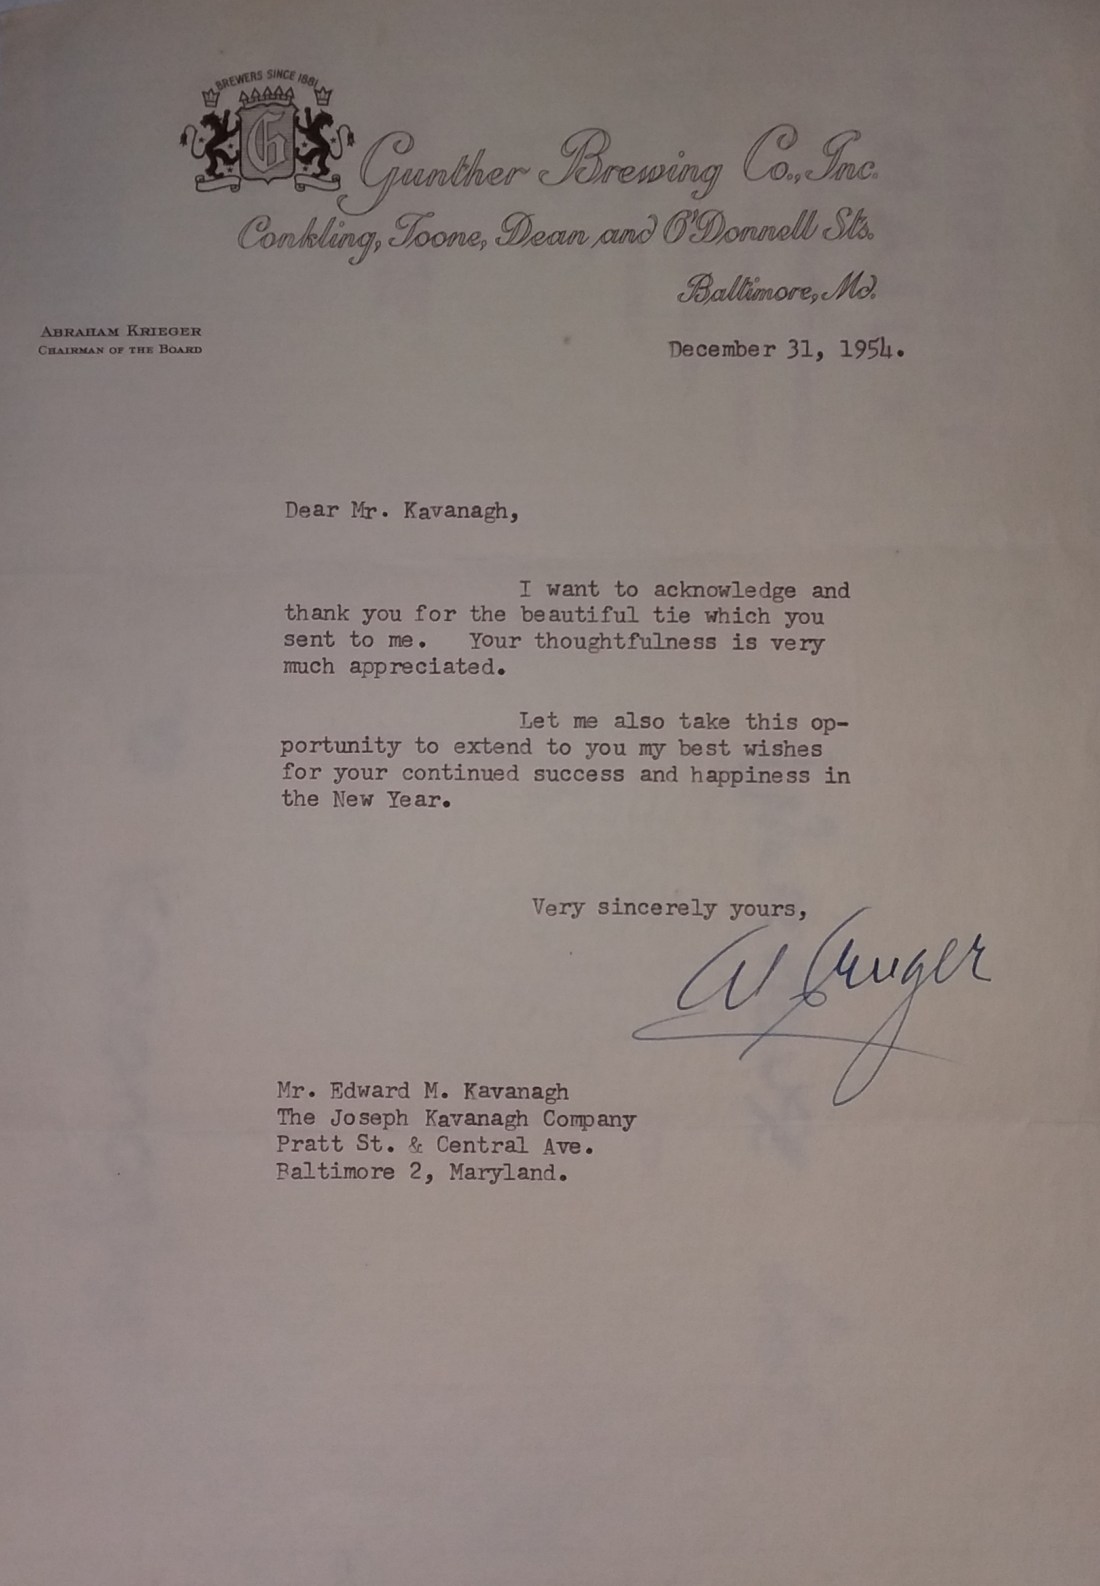 BREWERS SINCE 1881
G
Gunther Brewing Co., Inc.
Conkling, Toone, Dean and O'Donnell Sts.
Baltimore, Md.
ABRAHAM KRIEGER
CHAIRMAN OF THE BOARD
December 31, 1954.
Dear Mr. Kavanagh,
I want to acknowledge and
thank you for the beautiful tie which you
sent to me. Your thoughtfulness is very
much appreciated.
Let me also take this op-
portunity to extend to you my best wishes
for your continued success and happiness in
the New Year.
Very sincerely yours,
A Krieger
Mr. Edward M. Kavanagh
The Joseph Kavanagh Company
Pratt St. & Central Ave.
Baltimore 2, Maryland.